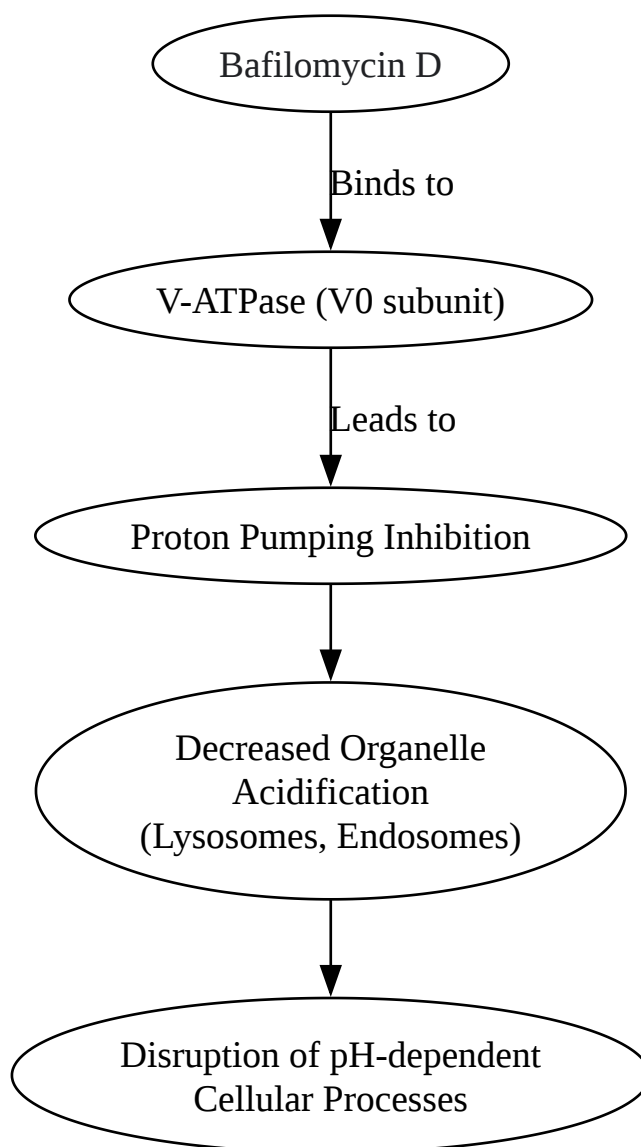 Bafilomycin D
Binds to
V-ATPase (V0 subunit)
Leads to
Proton Pumping Inhibition
Decreased Organelle
Acidification
(Lysosomes, Endosomes)
Disruption of pH-dependent
Cellular Processes